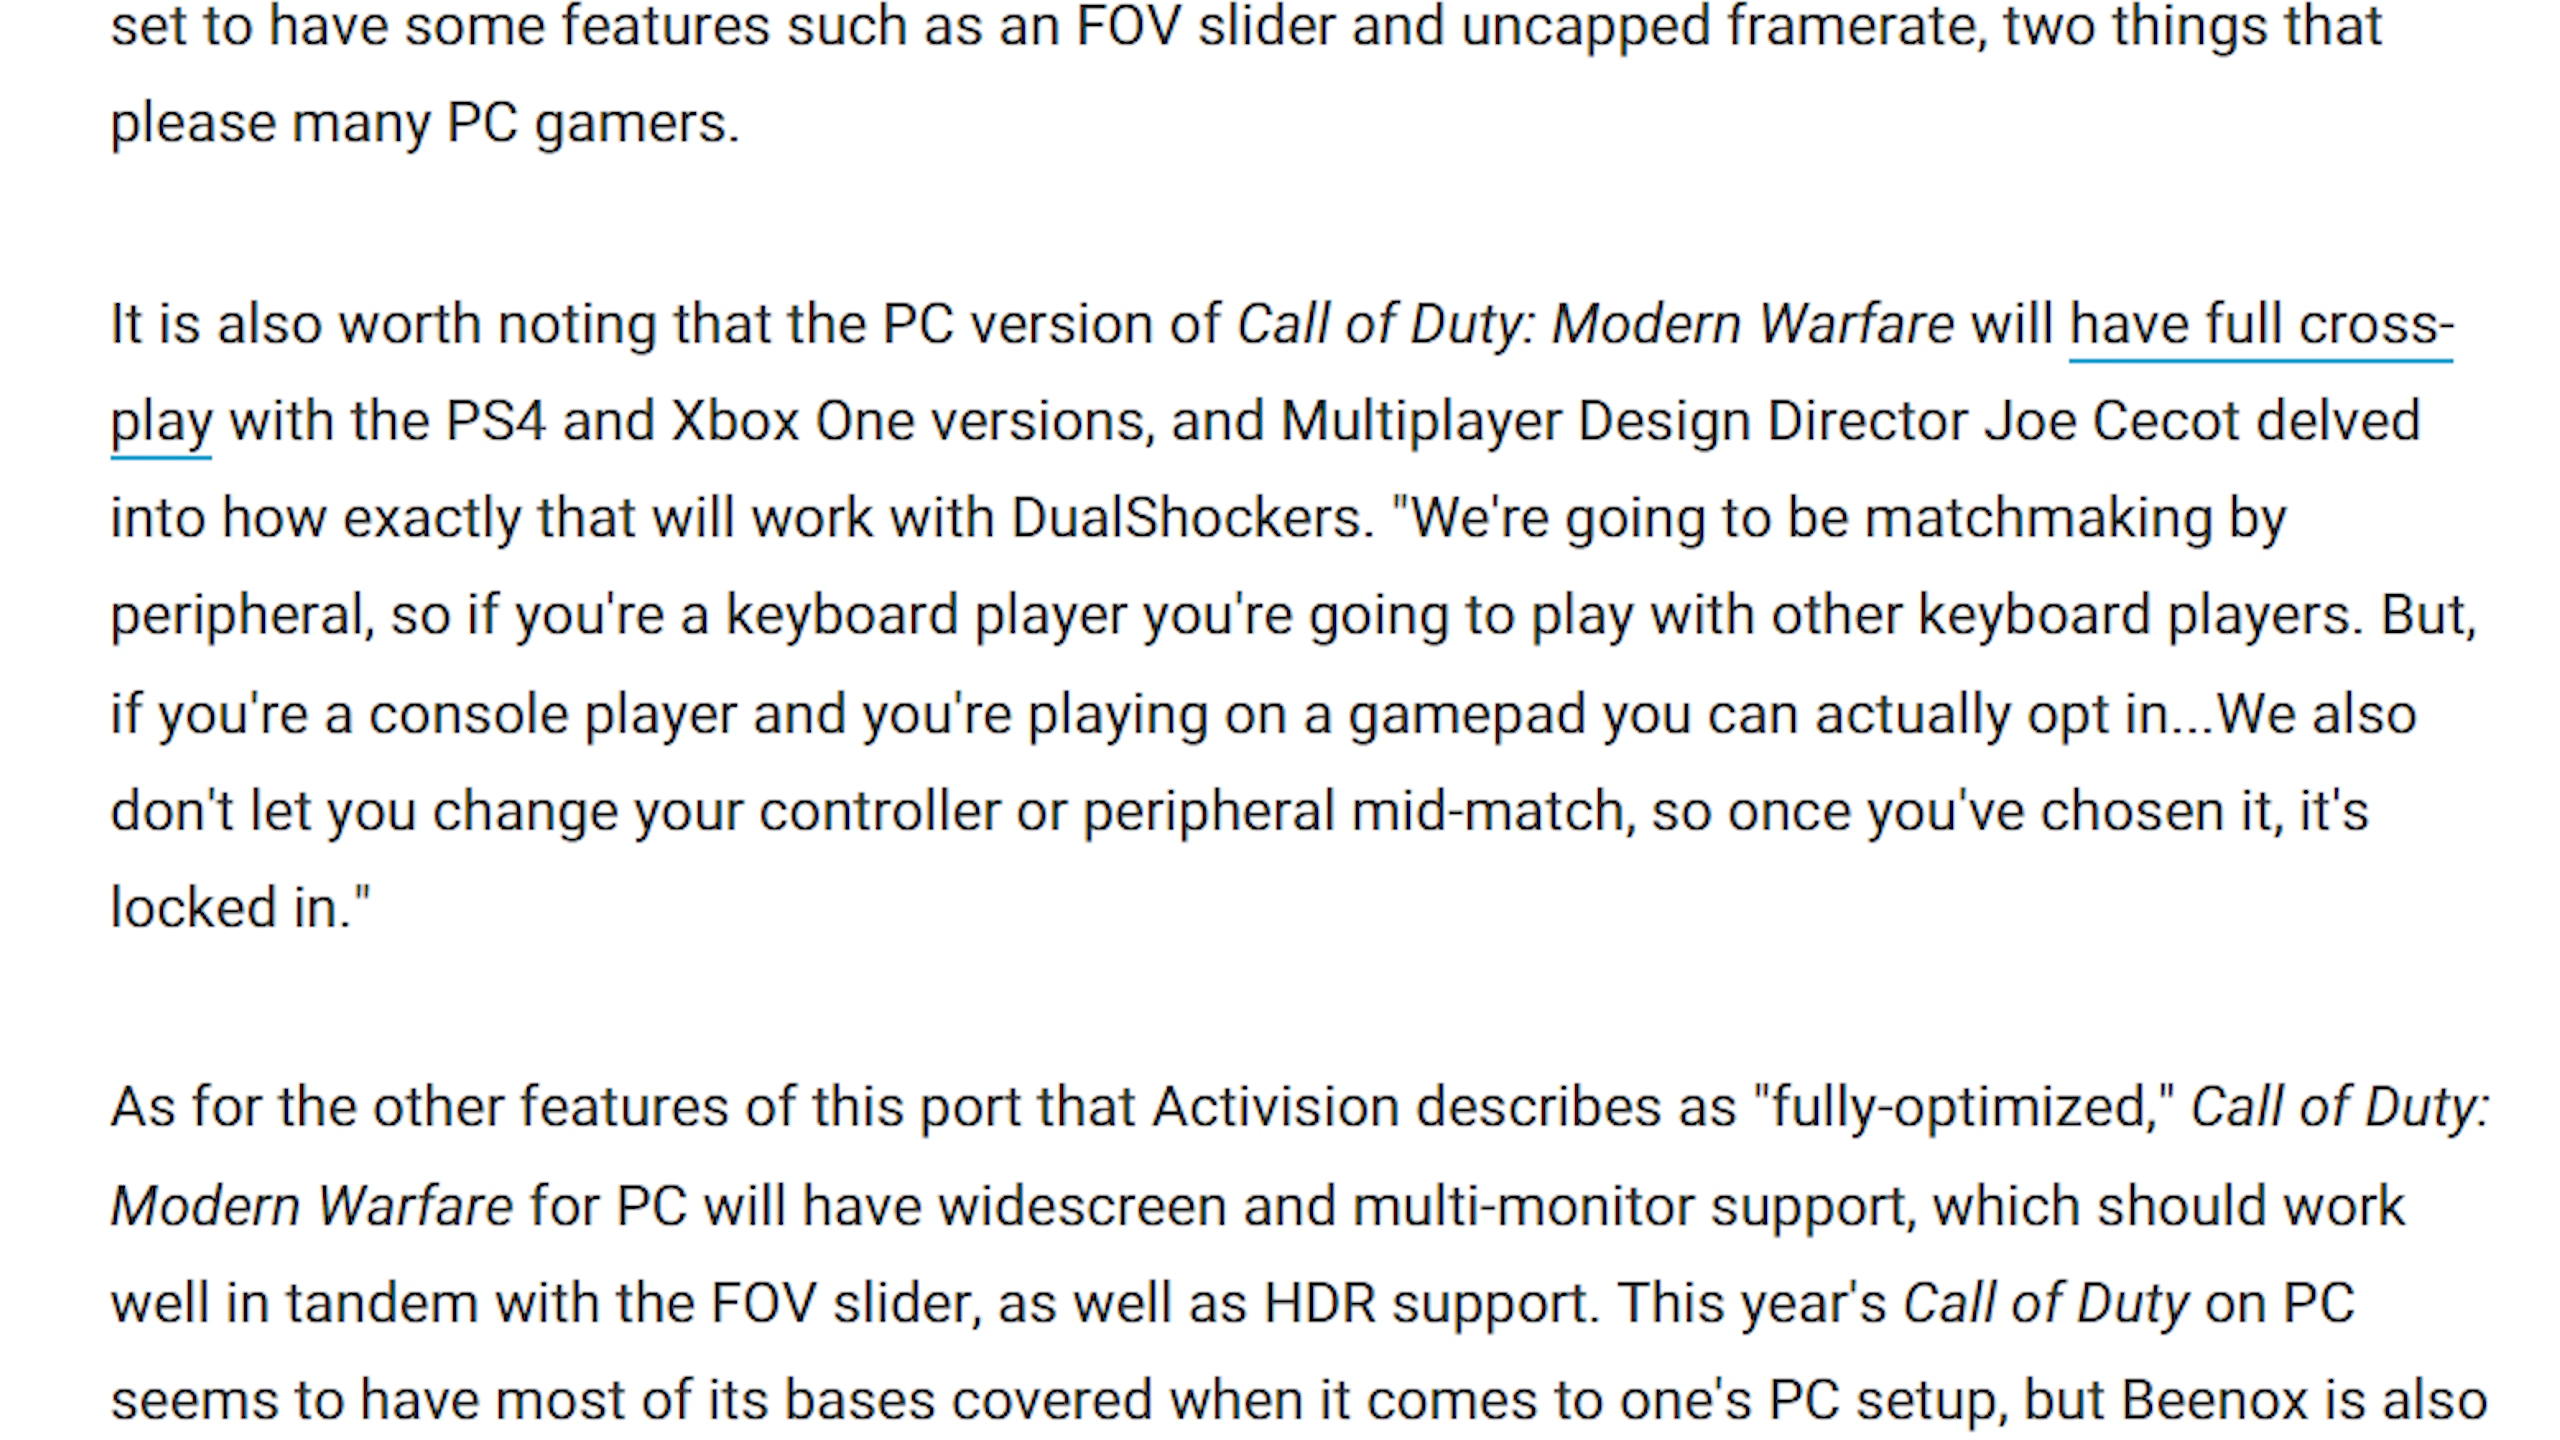 set to have some features such as an FOV slider and uncapped framerate, two things that
please many PC gamers.
It is also worth noting that the PC version of Call of Duty: Modern Warfare will have full cross-
play with the PS4 and Xbox One versions, and Multiplayer Design Director Joe Cecot delved
into how exactly that will work with DualShockers. "We're going to be matchmaking by
peripheral, so if you're a keyboard player you're going to play with other keyboard players. But,
if you're a console player and you're playing on a gamepad you can actually opt in...We also
don't let you change your controller or peripheral mid-match, so once you've chosen it, it's
locked in."
As for the other features of this port that Activision describes as "fully-optimized," Call of Duty:
Modern Warfare for PC will have widescreen and multi-monitor support, which should work
well in tandem with the FOV slider, as well as HDR support. This year's Call of Duty on PC
seems to have most of its bases covered when it comes to one's PC setup, but Beenox is also